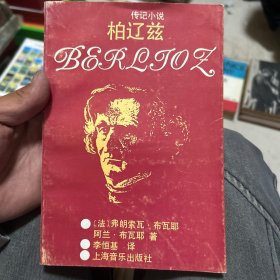 传记小说
柏辽兹
BERLIOZ
〔法〕弗朗索瓦·布瓦耶
阿兰·布瓦耶 著
李恒基 译
上海音乐出版社